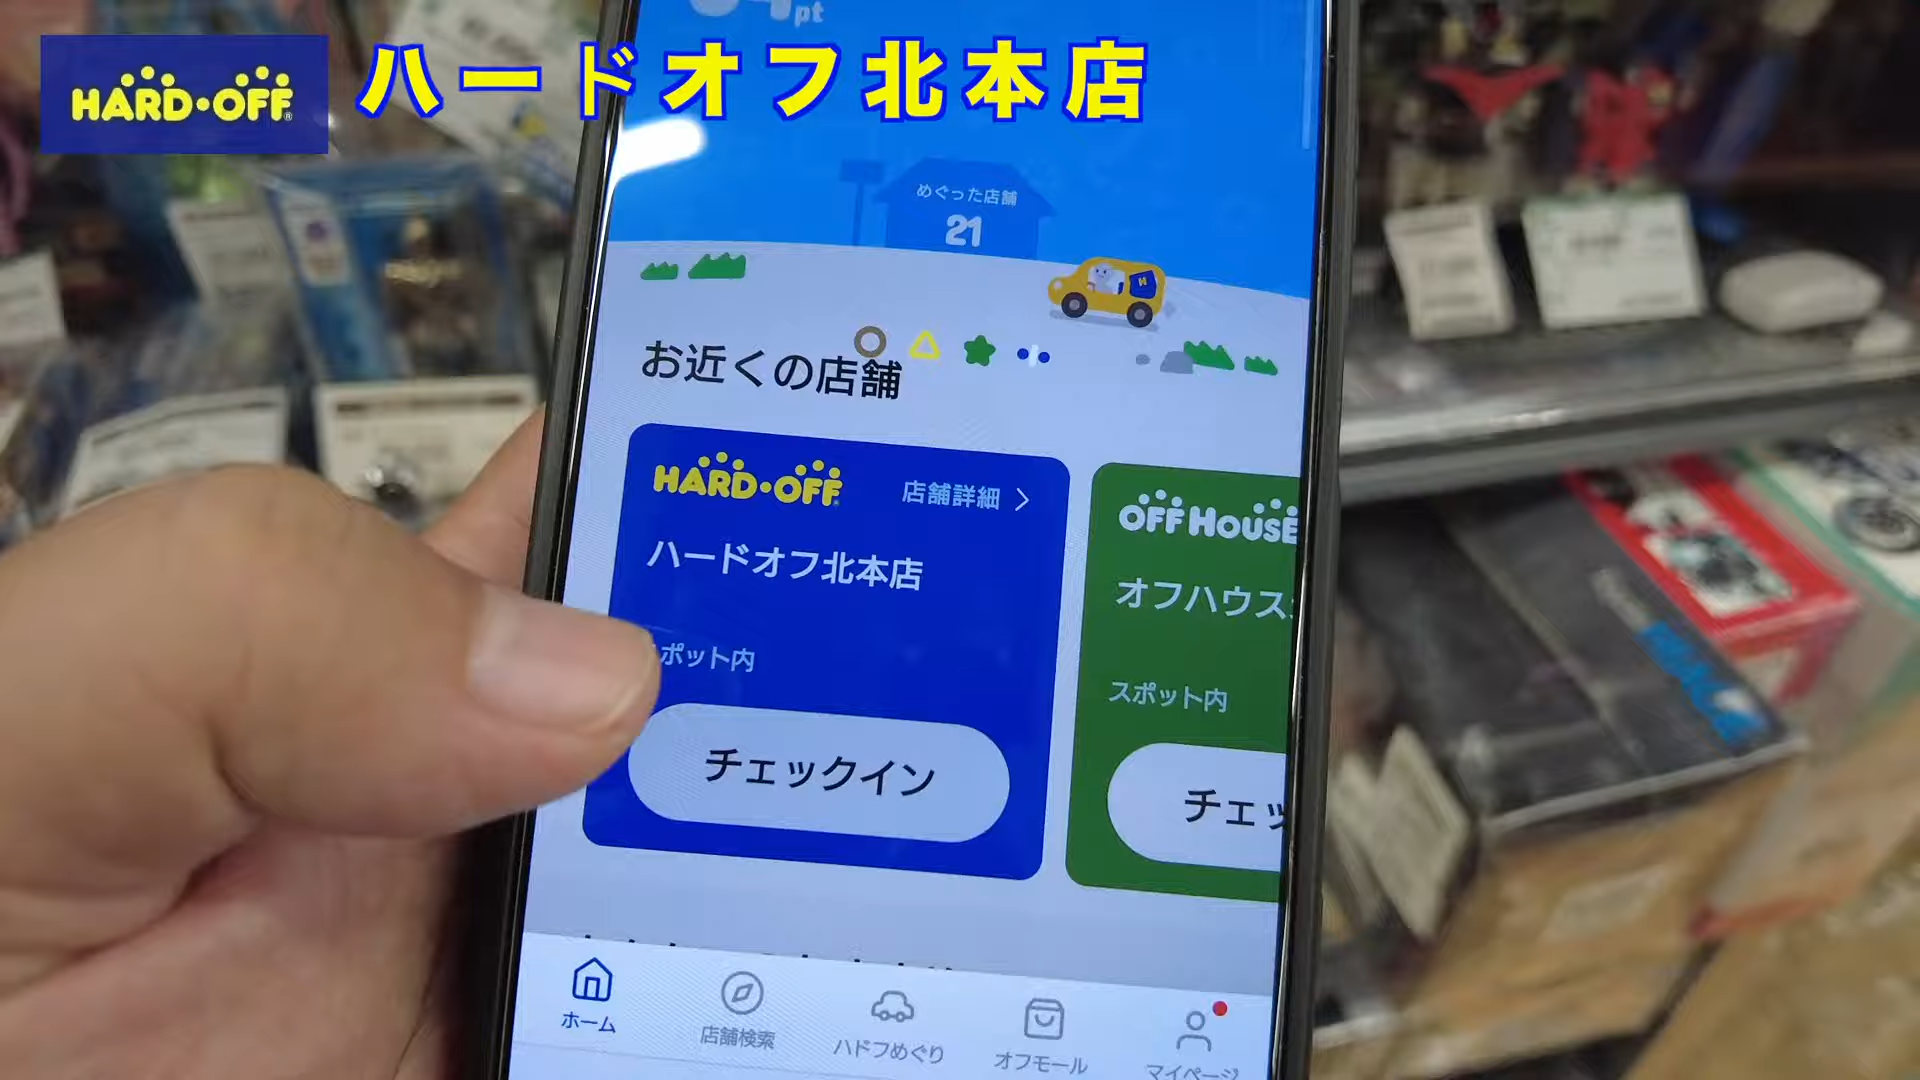 HARD・OFF
ハードオフ北本店
pt
めぐった店舗
21
お近くの店舗
HARD・OFF
店舗詳細
ハードオフ北本店
ポット内
チェックイン
OFF HOUSE
オフハウス
スポット内
チェッ
ホーム
店舗検索
ハドフめぐり
オフモール
マイページ